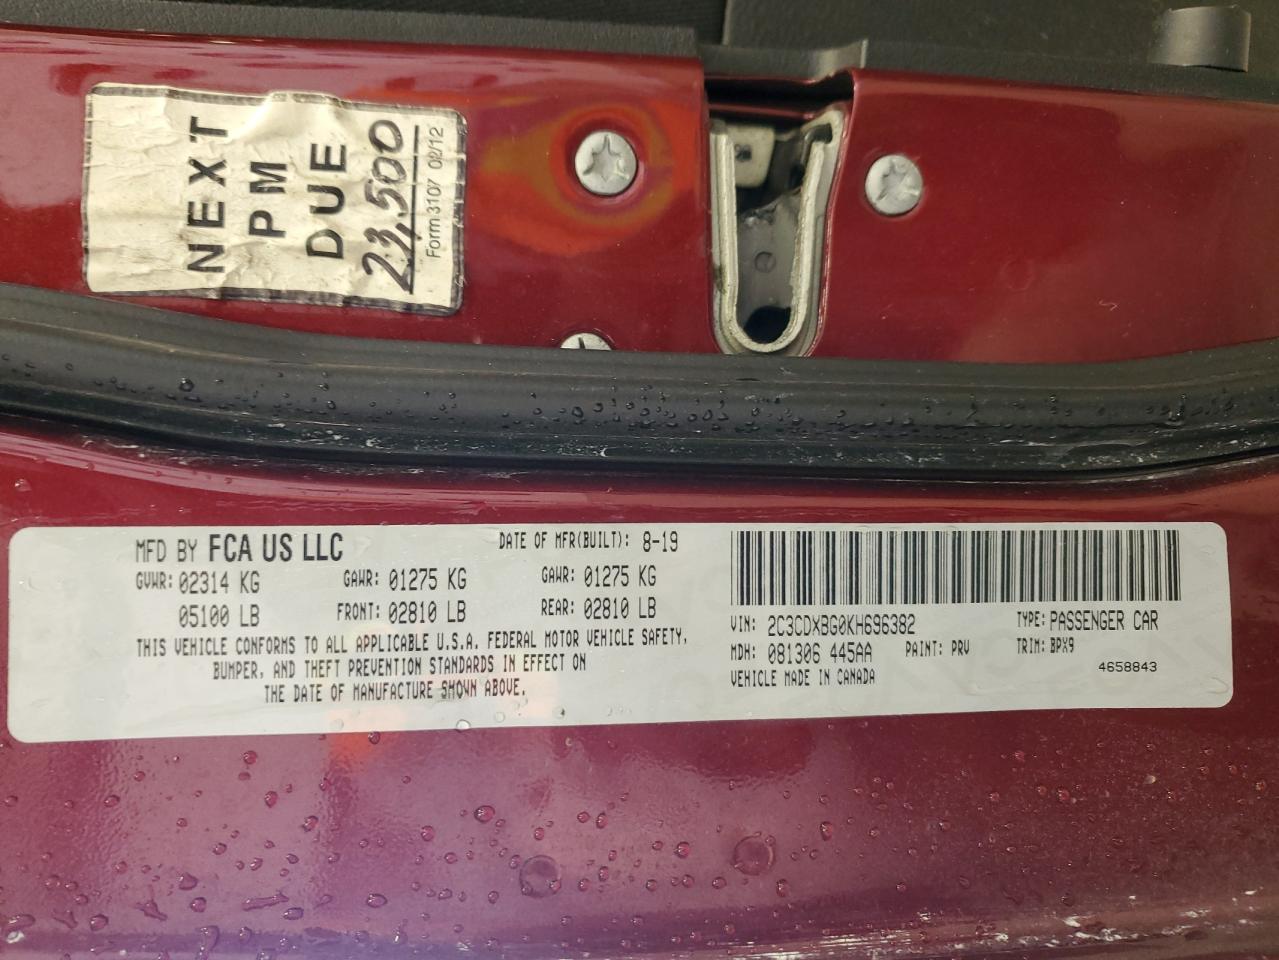 NEXT
PM
DUE
23,500
Form 3107 02/12
MFD BY FCA US LLC
DATE OF MFR(BUILT): 8-19
GVWR: 02314 KG GAWR: 01275 KG GAWR: 01275 KG
05100 LB FRONT: 02810 LB REAR: 02810 LB
THIS VEHICLE CONFORMS TO ALL APPLICABLE U.S.A. FEDERAL MOTOR VEHICLE SAFETY,
BUMPER, AND THEFT PREVENTION STANDARDS IN EFFECT ON
THE DATE OF MANUFACTURE SHOWN ABOVE.
VIN: 2C3CDXBG0KH696382 TYPE: PASSENGER CAR
MDH: 081306 445AA PAINT: PRV TRIM: BPX9
VEHICLE MADE IN CANADA 4658843